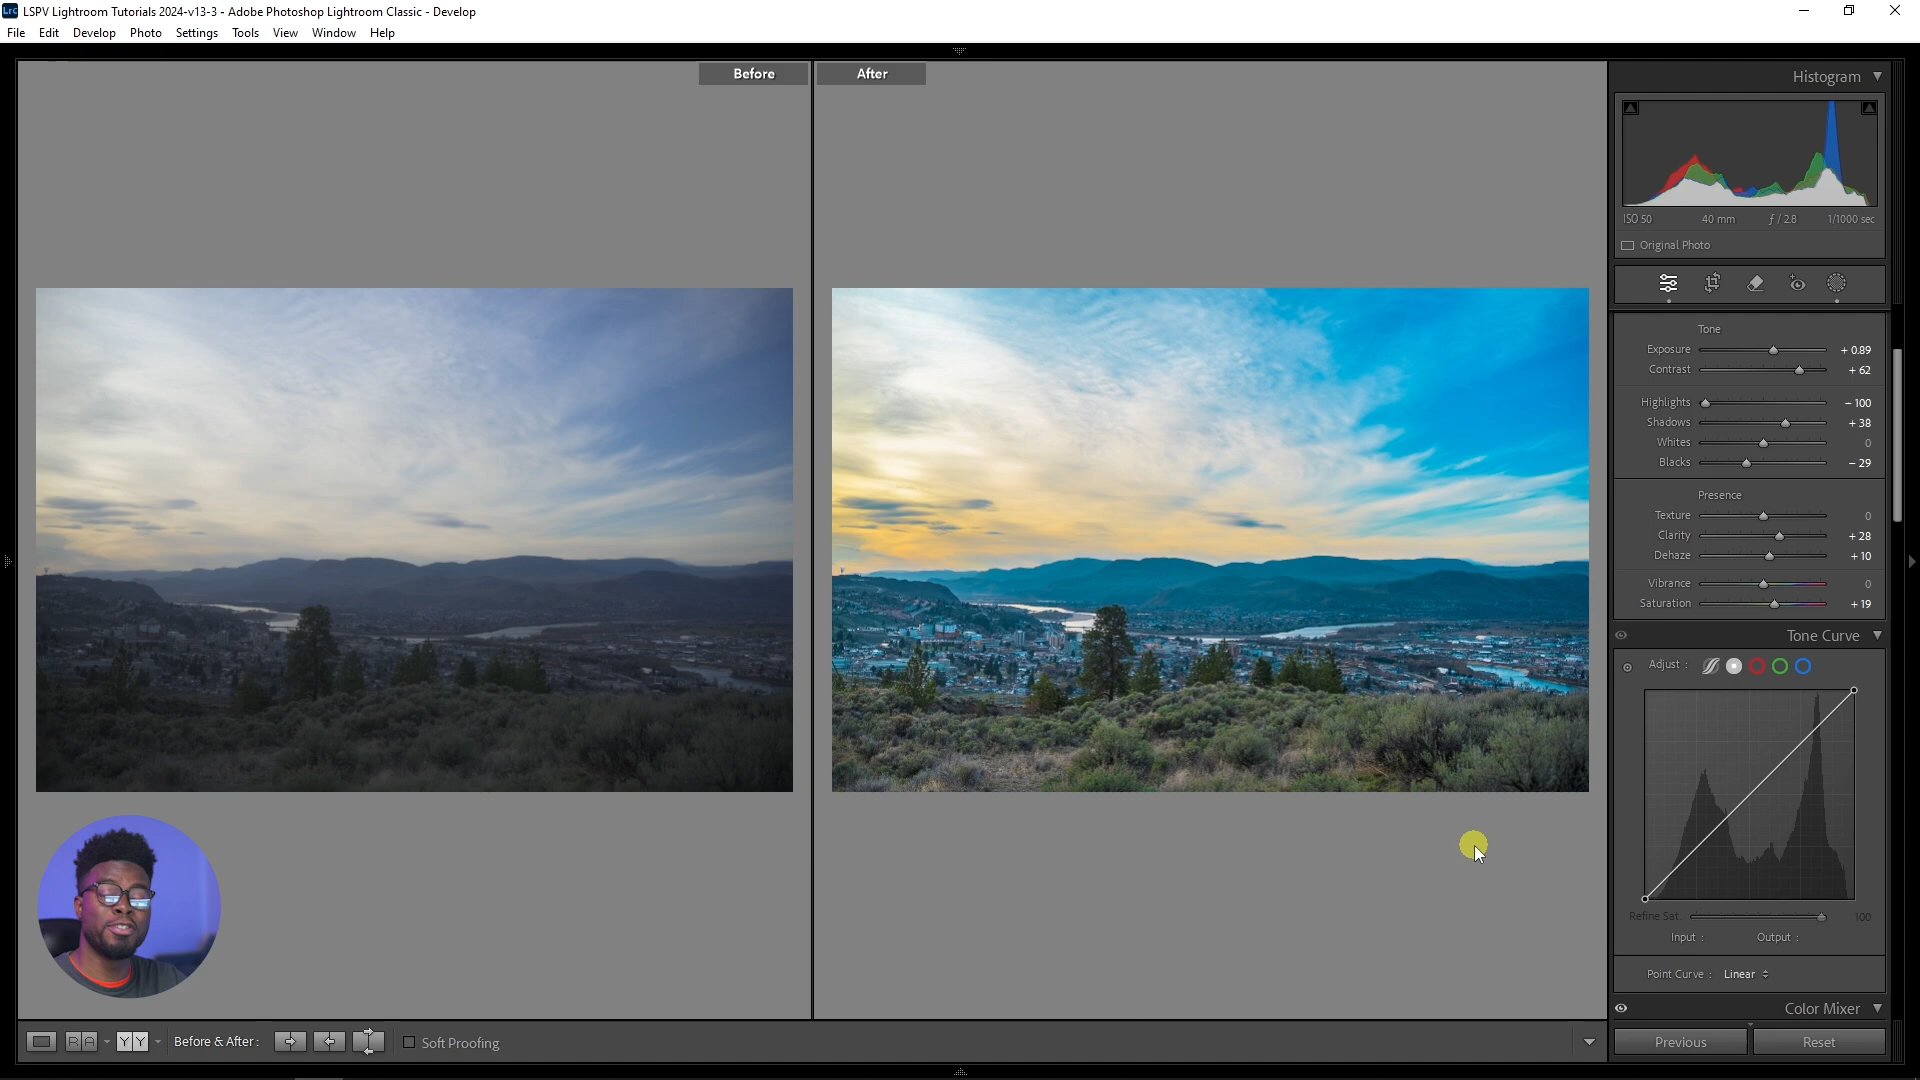 Lrc LSPV Lightroom Tutorials 2024-v13-3 - Adobe Photoshop Lightroom Classic - Develop
File Edit Develop Photo Settings Tools View Window Help
Before After
Histogram
ISO 50 40 mm ƒ / 2.8 1/1000 sec
Original Photo
Tone
Exposure + 0.89
Contrast + 62
Highlights - 100
Shadows + 38
Whites 0
Blacks - 29
Presence
Texture 0
Clarity + 28
Dehaze + 10
Vibrance 0
Saturation + 19
Tone Curve
Adjust :
Refine Sat. 100
Input : Output :
Point Curve : Linear
Color Mixer
R A Y Y Before & After : Soft Proofing
Previous Reset